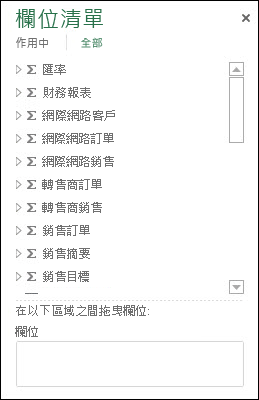 欄位清單
作用中 全部
Σ 匯率
Σ 財務報表
Σ 網際網路客戶
Σ 網際網路訂單
Σ 網際網路銷售
Σ 轉售商訂單
Σ 轉售商銷售
Σ 銷售訂單
Σ 銷售摘要
Σ 銷售目標
在以下區域之間拖曳欄位:
欄位